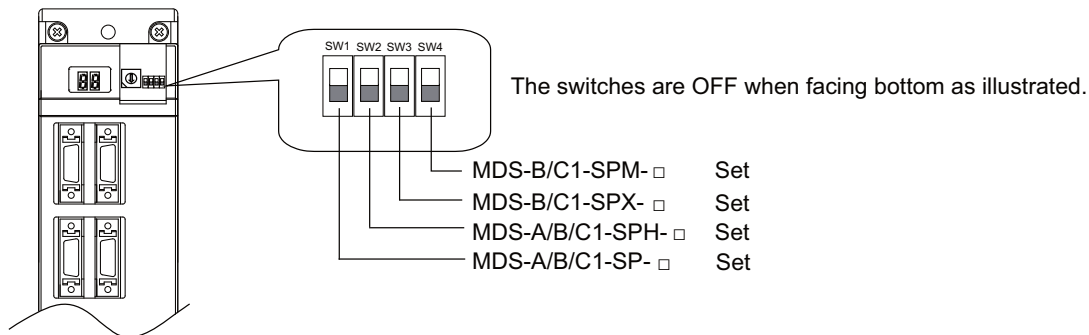 SW1 SW2 SW3 SW4
The switches are OFF when facing bottom as illustrated.
MDS-B/C1-SPM- □ Set
MDS-B/C1-SPX- □ Set
MDS-A/B/C1-SPH- □ Set
MDS-A/B/C1-SP- □ Set